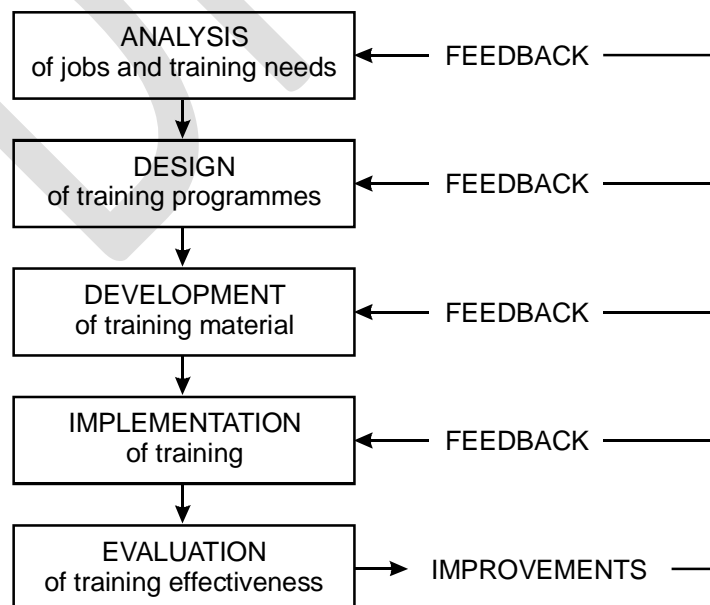 ANALYSIS
of jobs and training needs
FEEDBACK
DESIGN
of training programmes
FEEDBACK
DEVELOPMENT
of training material
FEEDBACK
IMPLEMENTATION
of training
FEEDBACK
EVALUATION
of training effectiveness
IMPROVEMENTS